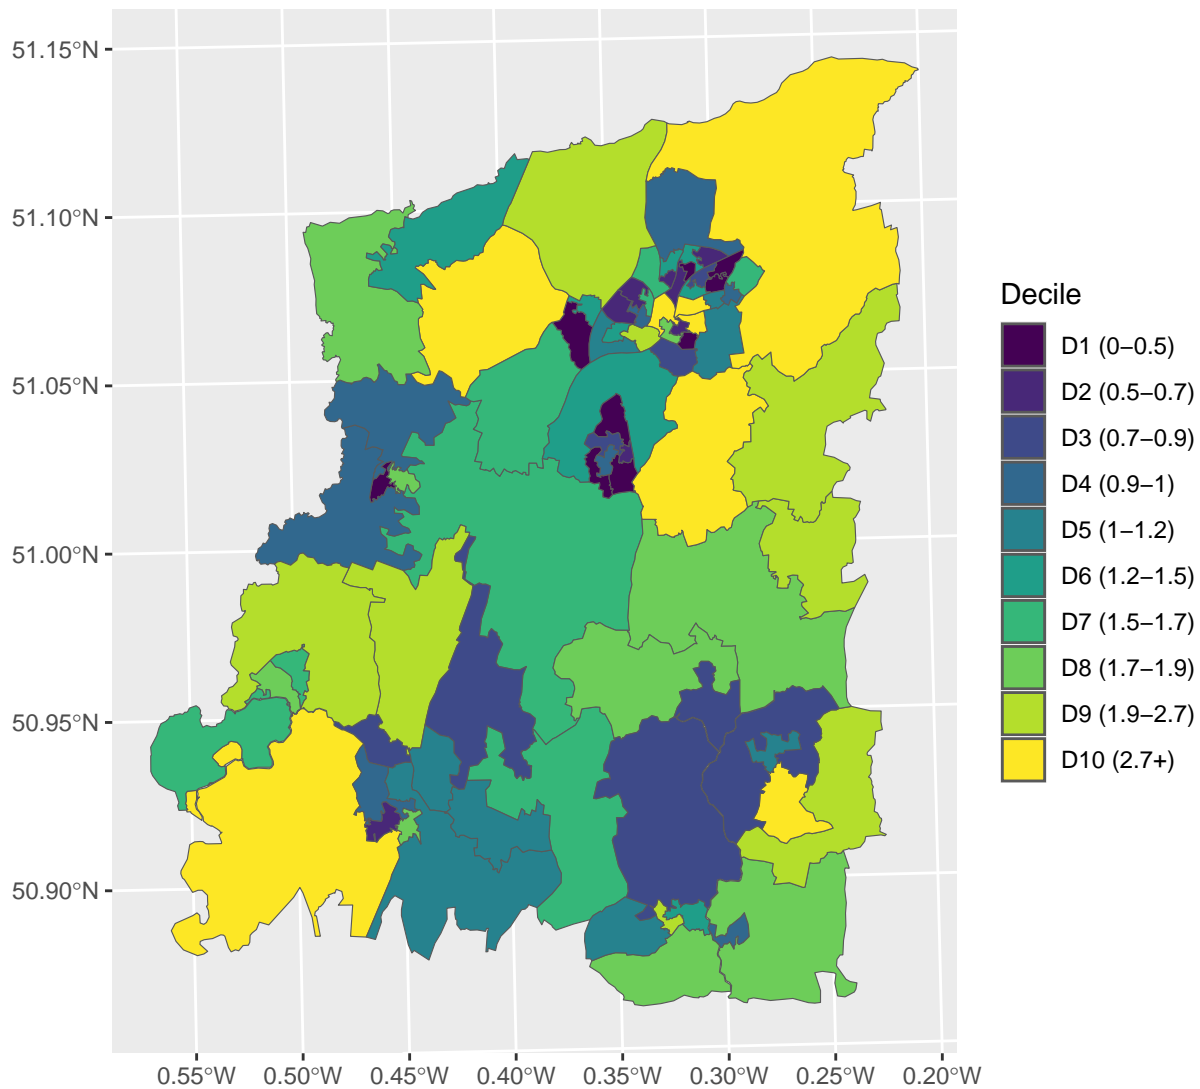 51.15°N
51.10°N
51.05°N
51.00°N
50.95°N
50.90°N
0.55°W 0.50°W 0.45°W 0.40°W 0.35°W 0.30°W 0.25°W 0.20°W
Decile
D1 (0–0.5)
D2 (0.5–0.7)
D3 (0.7–0.9)
D4 (0.9–1)
D5 (1–1.2)
D6 (1.2–1.5)
D7 (1.5–1.7)
D8 (1.7–1.9)
D9 (1.9–2.7)
D10 (2.7+)